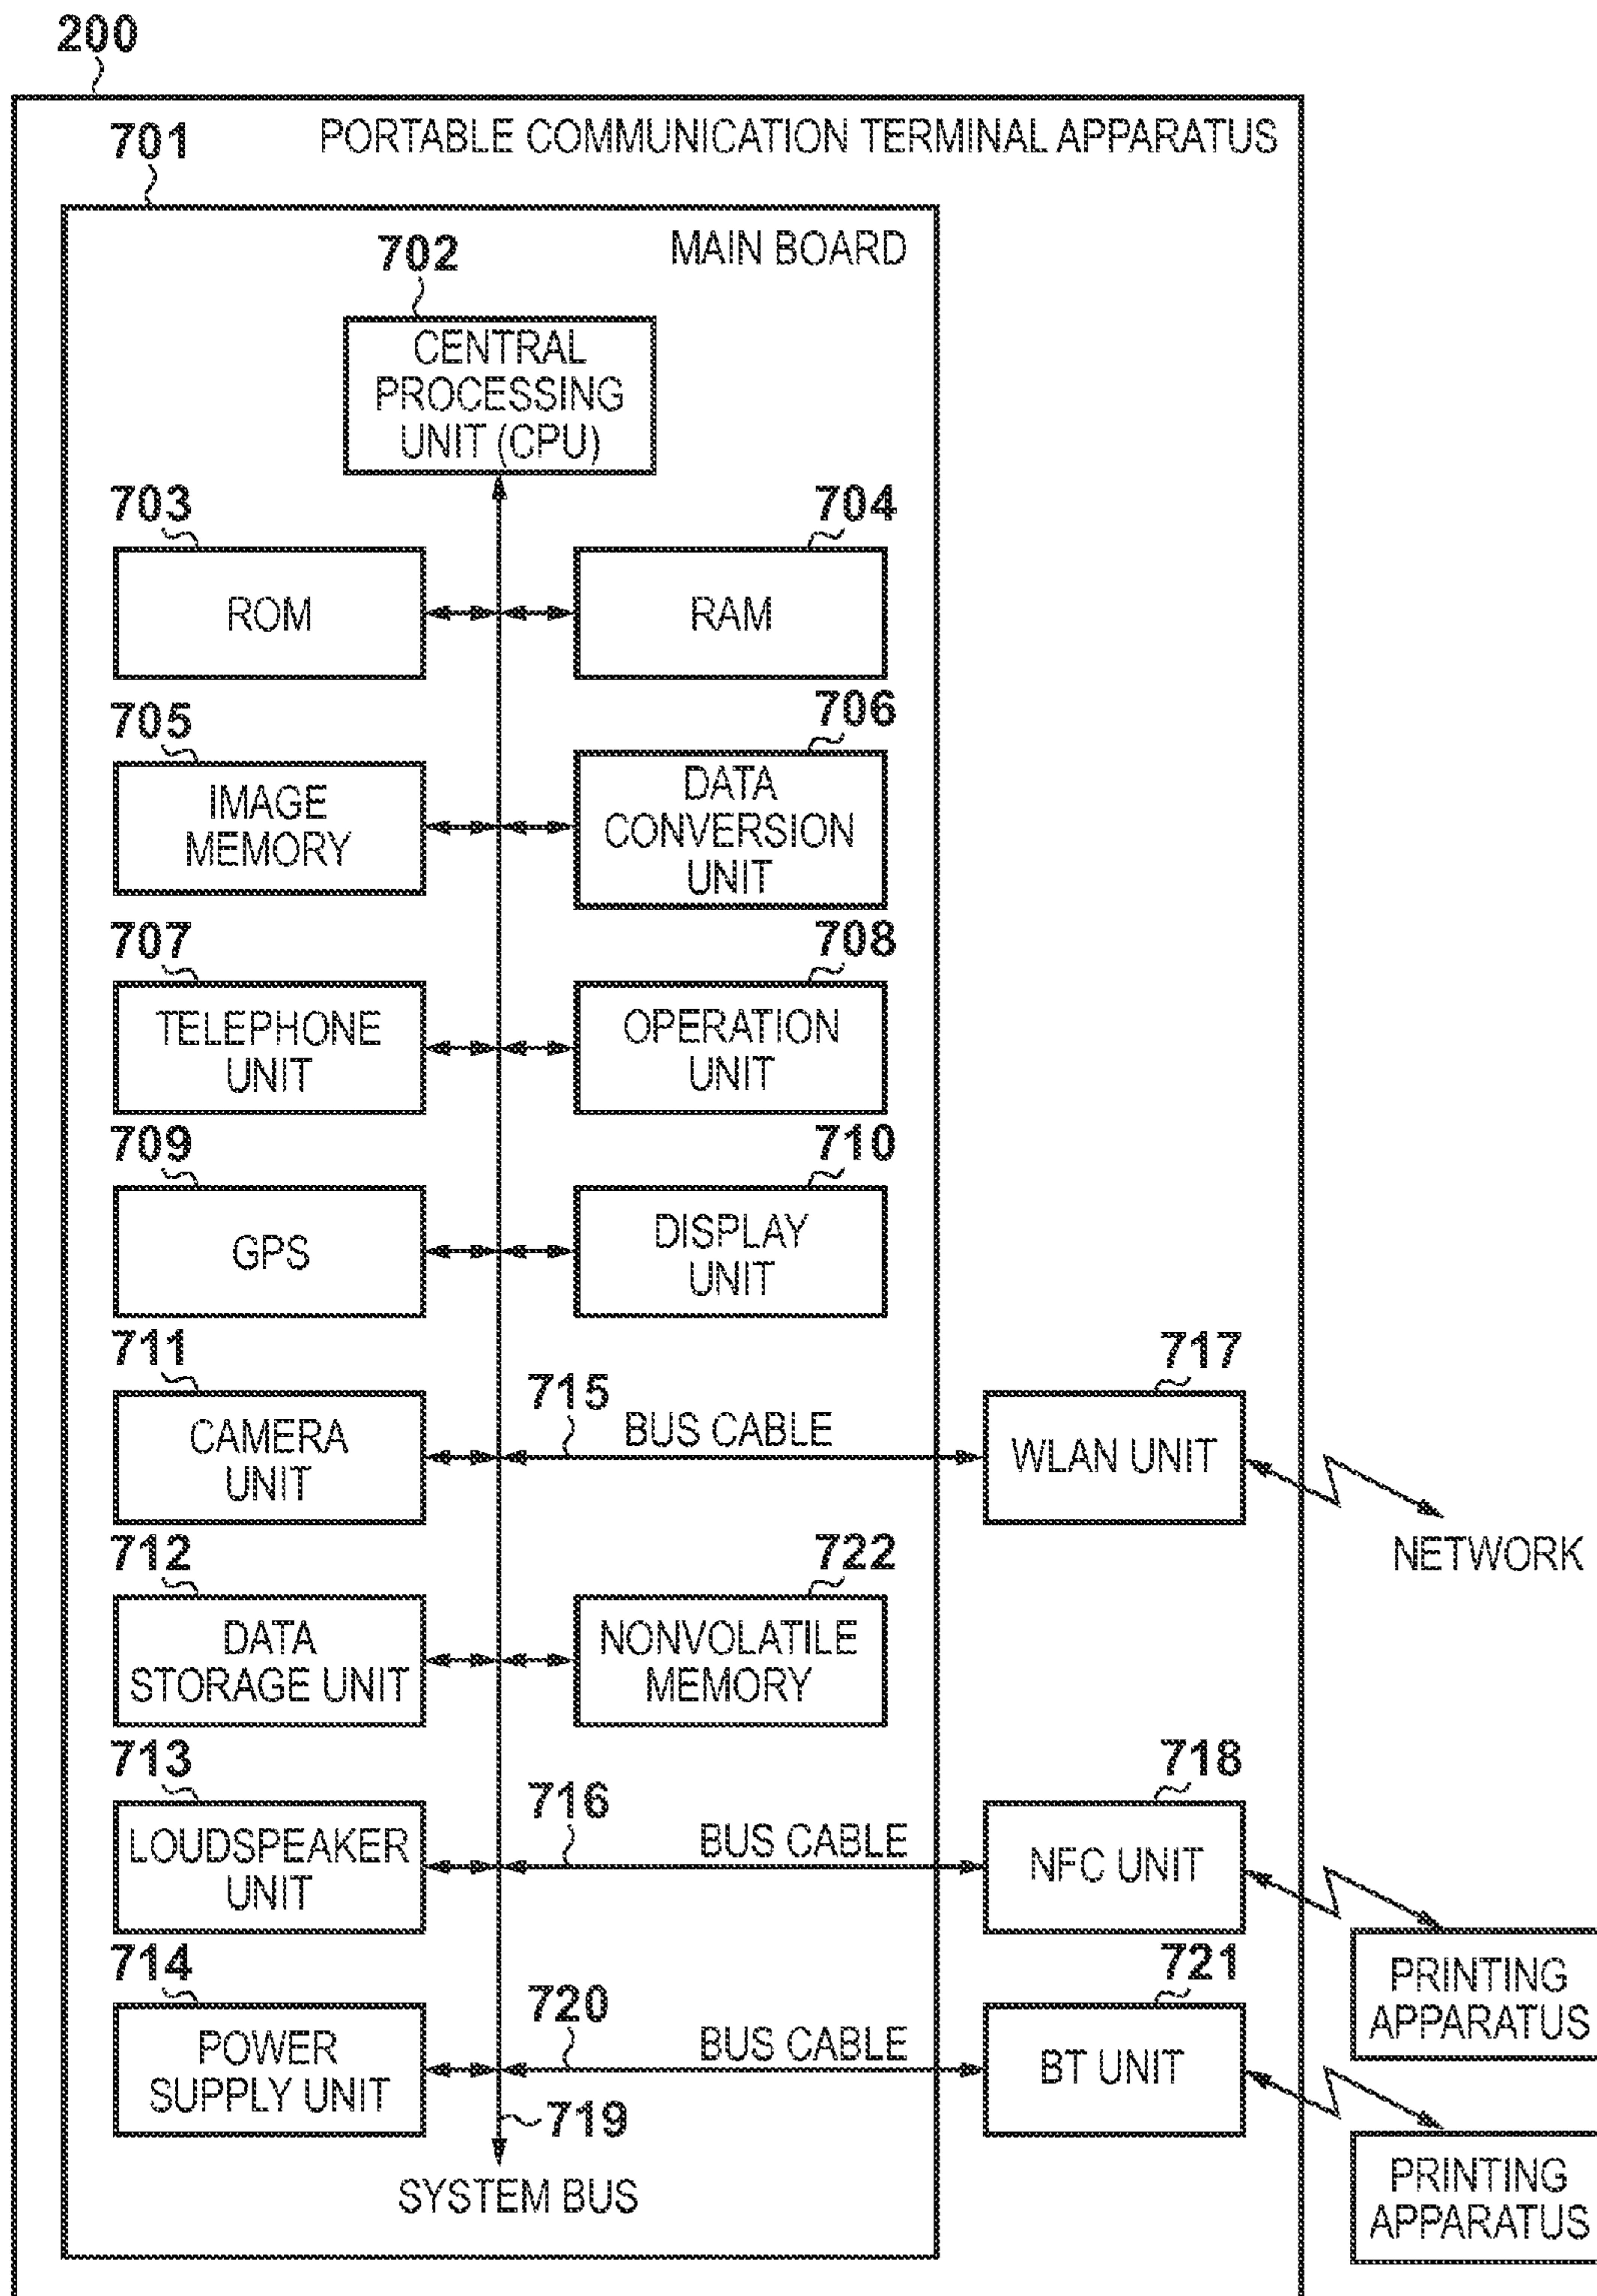 200
PORTABLE COMMUNICATION TERMINAL APPARATUS
701
MAIN BOARD
702
CENTRAL
PROCESSING
UNIT (CPU)
703
704
ROM
RAM
705
706
IMAGE
MEMORY
DATA
CONVERSION
UNIT
707
708
TELEPHONE
UNIT
OPERATION
UNIT
709
710
GPS
DISPLAY
UNIT
711
715
BUS CABLE
717
CAMERA
UNIT
WLAN UNIT
NETWORK
712
722
DATA
STORAGE UNIT
NONVOLATILE
MEMORY
713
716
BUS CABLE
718
LOUDSPEAKER
UNIT
NFC UNIT
PRINTING
APPARATUS
714
720
BUS CABLE
721
POWER
SUPPLY UNIT
BT UNIT
PRINTING
APPARATUS
719
SYSTEM BUS